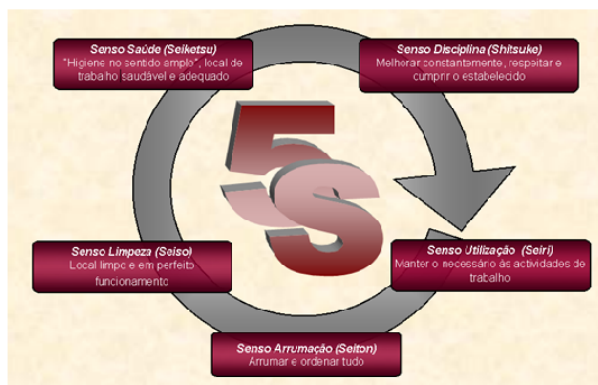 Senso Saúde (Seiketsu)
"Higiene no sentido amplo", local de
trabalho saudável e adequado
Senso Disciplina (Shitsuke)
Melhorar constantemente, respeitar e
cumprir o estabelecido
5S
Senso Limpeza (Seiso)
Local limpo e em perfeito
funcionamento
Senso Utilização (Seiri)
Manter o necessário às actividades de
trabalho
Senso Arrumação (Seiton)
Arrumar e ordenar tudo